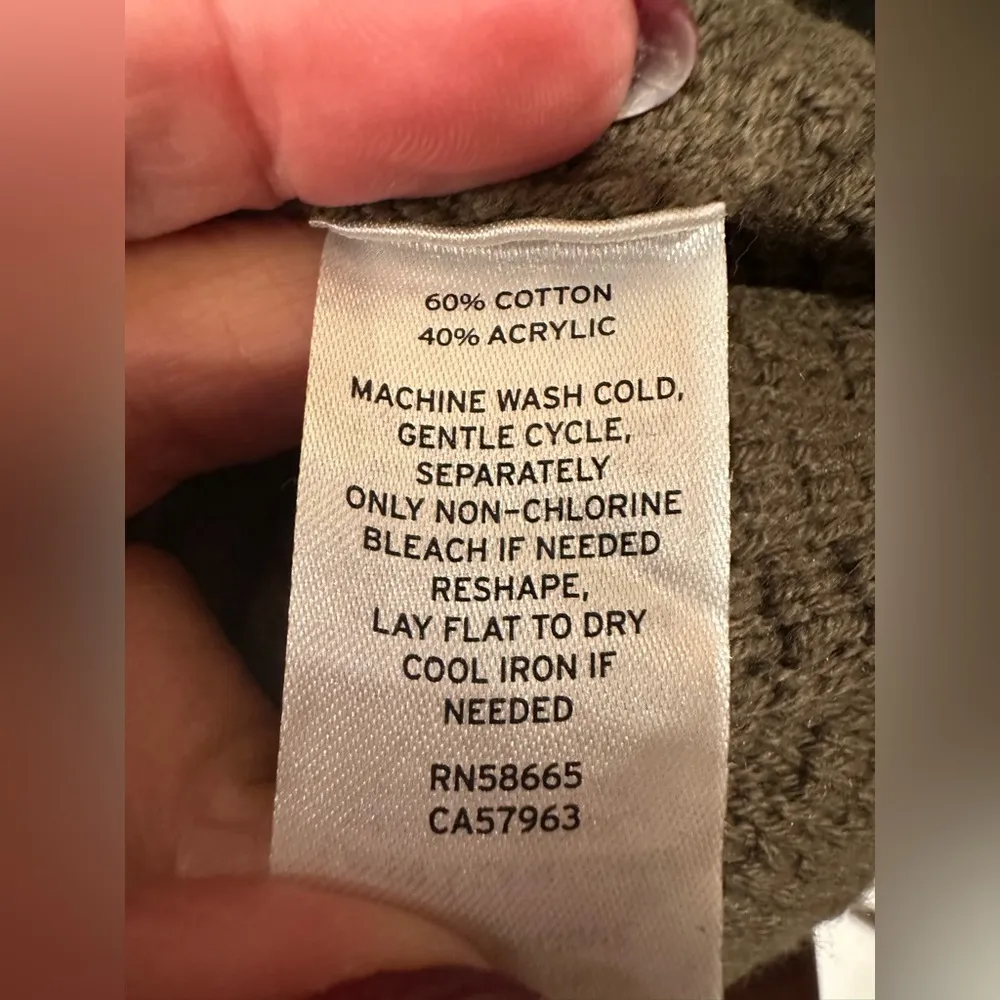 60% COTTON
40% ACRYLIC
MACHINE WASH COLD,
GENTLE CYCLE,
SEPARATELY
ONLY NON-CHLORINE
BLEACH IF NEEDED
RESHAPE,
LAY FLAT TO DRY
COOL IRON IF
NEEDED
RN58665
CA57963